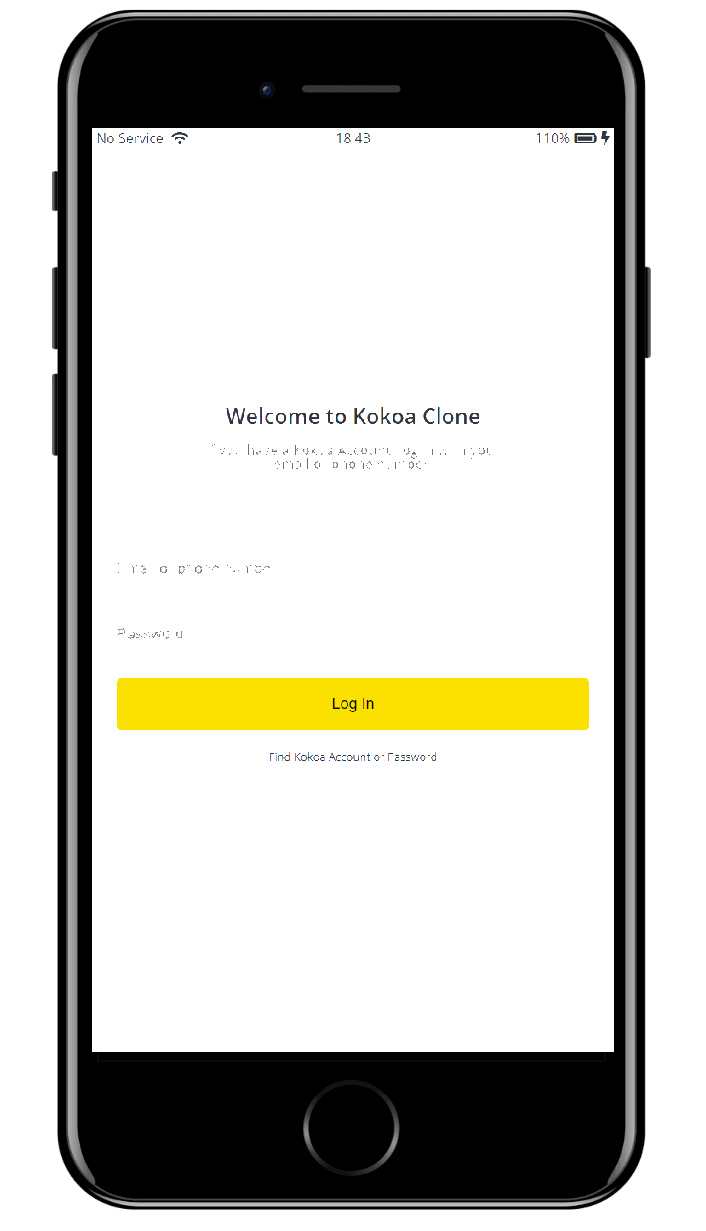 No Service
18:43
110%
Welcome to Kokoa Clone
If you have a Kokoa Account, log in with your
email or phone number.
Email or phone number
Password
Log In
Find Kokoa Account or Password